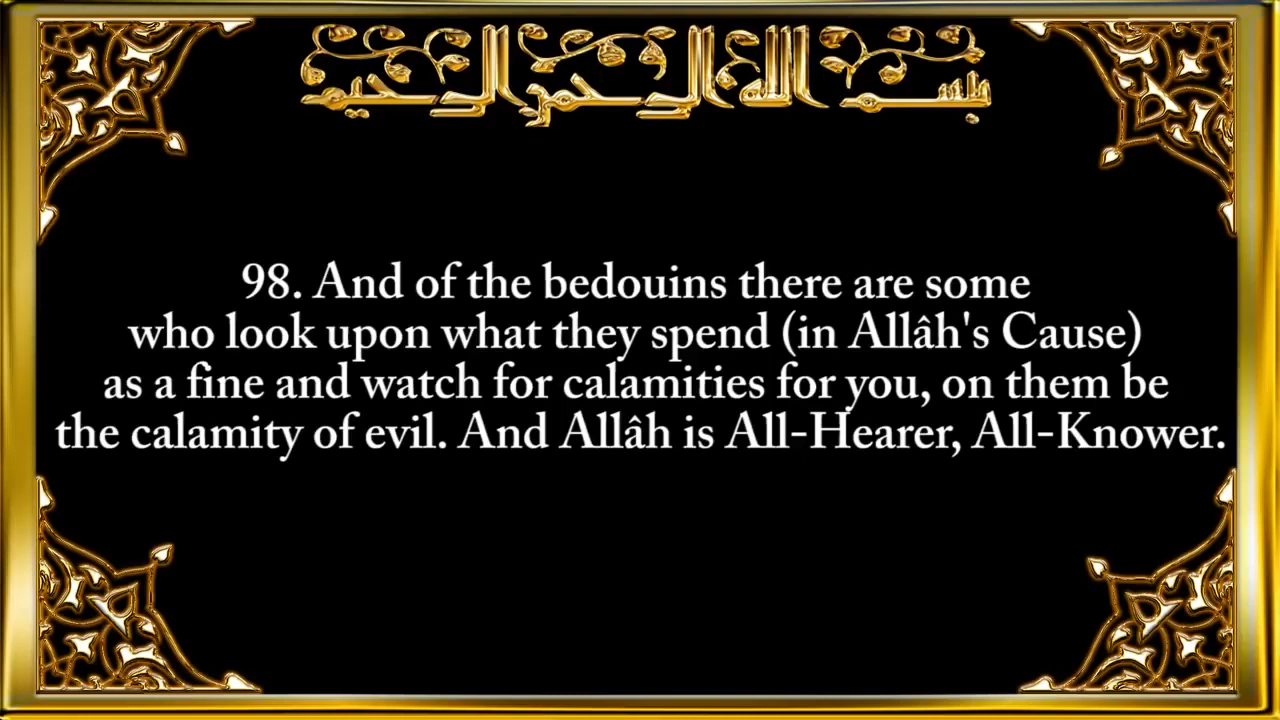 بسم الله الرحمن الرحيم
98. And of the bedouins there are some
who look upon what they spend (in Allâh's Cause)
as a fine and watch for calamities for you, on them be
the calamity of evil. And Allâh is All-Hearer, All-Knower.